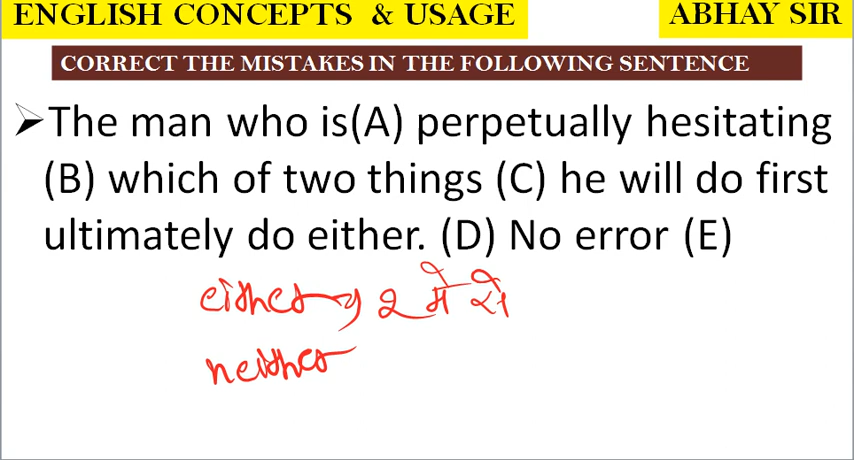 ENGLISH CONCEPTS & USAGE
ABHAY SIR
CORRECT THE MISTAKES IN THE FOLLOWING SENTENCE
➢The man who is(A) perpetually hesitating
(B) which of two things (C) he will do first
ultimately do either. (D) No error (E)
either 2 में से
neither